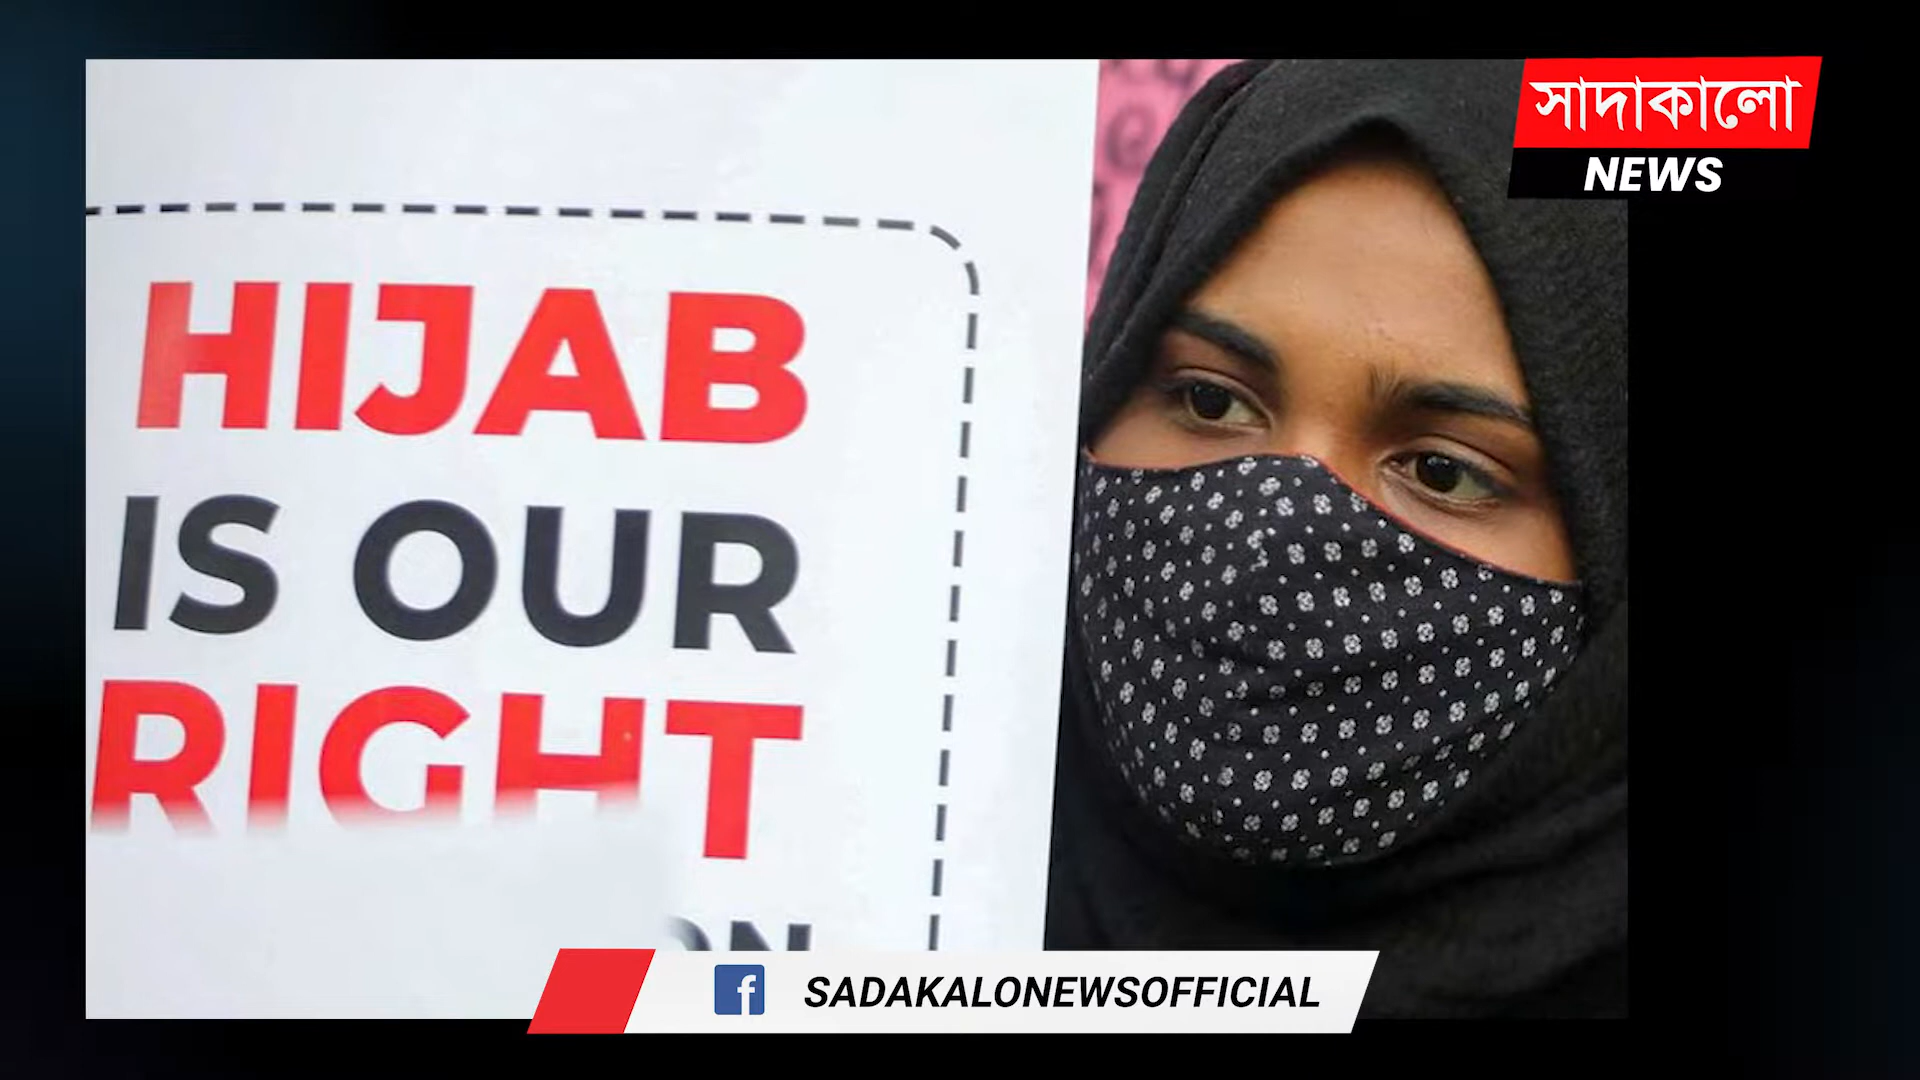 সাদাকালো
NEWS
HIJAB
IS OUR
RIGHT
SADAKALONEWSOFFICIAL